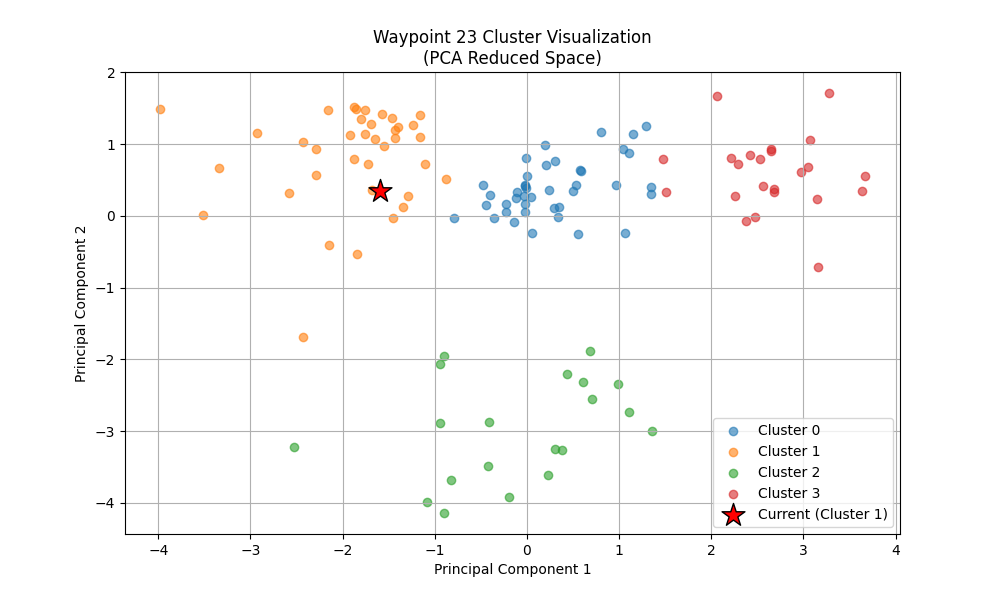 Waypoint 23 Cluster Visualization
(PCA Reduced Space)
Principal Component 2
2
1
0
−1
−2
−3
−4
−4
−3
−2
−1
0
1
2
3
4
Principal Component 1
Cluster 0
Cluster 1
Cluster 2
Cluster 3
Current (Cluster 1)